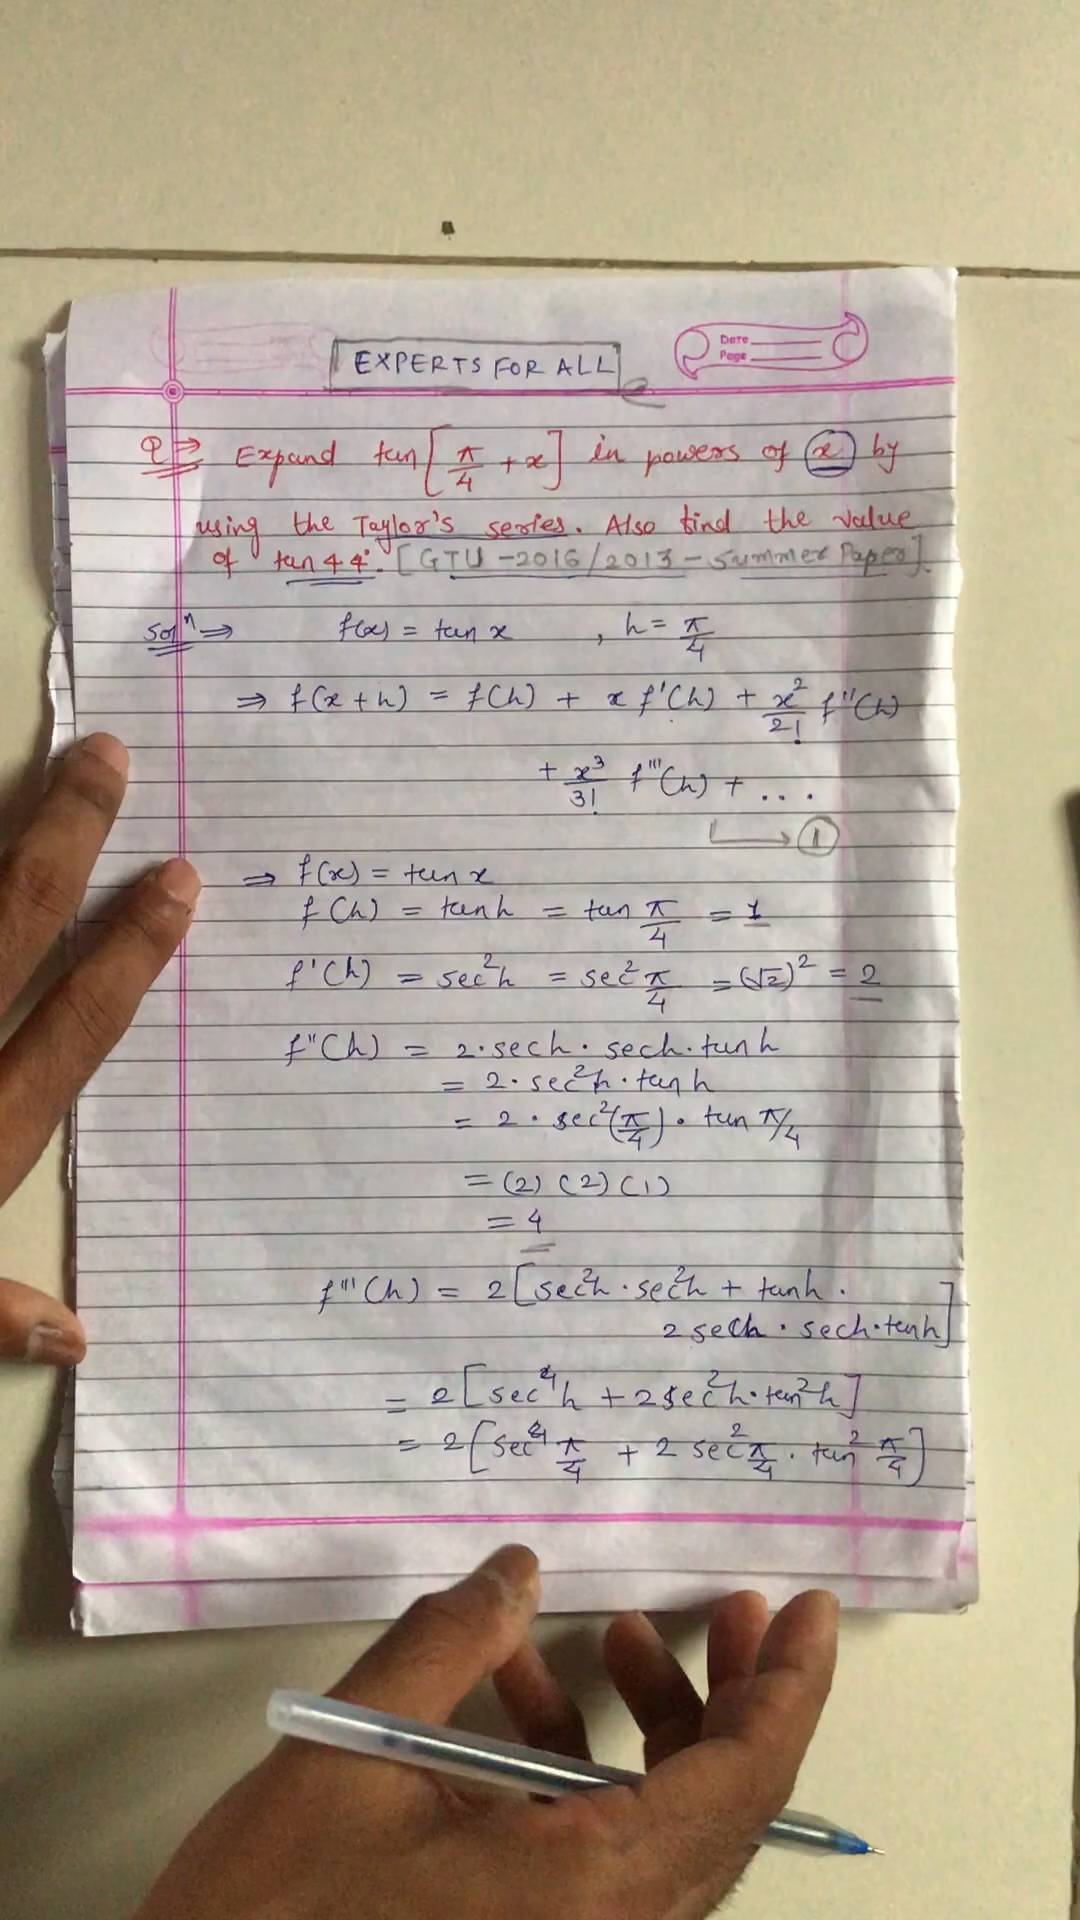 EXPERTS FOR ALL
Date
Page
Q ⇒ Expand tan[π/4 + x] in powers of (x) by
using the Taylor's series. Also find the value
of tan 44°. [GTU - 2016/2013 - Summer Paper].
Solⁿ ⇒ f(x) = tan x , h = π/4
⇒ f(x+h) = f(h) + x f'(h) + x²/2! f''(h)
+ x³/3! f'''(h) + ...
①
⇒ f(x) = tan x
f(h) = tan h = tan π/4 = 1
f'(h) = sec²h = sec² π/4 = (√2)² = 2
f''(h) = 2·sech·sech·tan h
= 2·sec²h·tan h
= 2·sec²(π/4)·tan π/4
= (2) (2) (1)
= 4
f'''(h) = 2[sec²h·sec²h + tanh·
2 sech·sech·tanh]
= 2[sec⁴h + 2sec²h·tan²h]
= 2[sec⁴ π/4 + 2 sec² π/4 · tan² π/4]